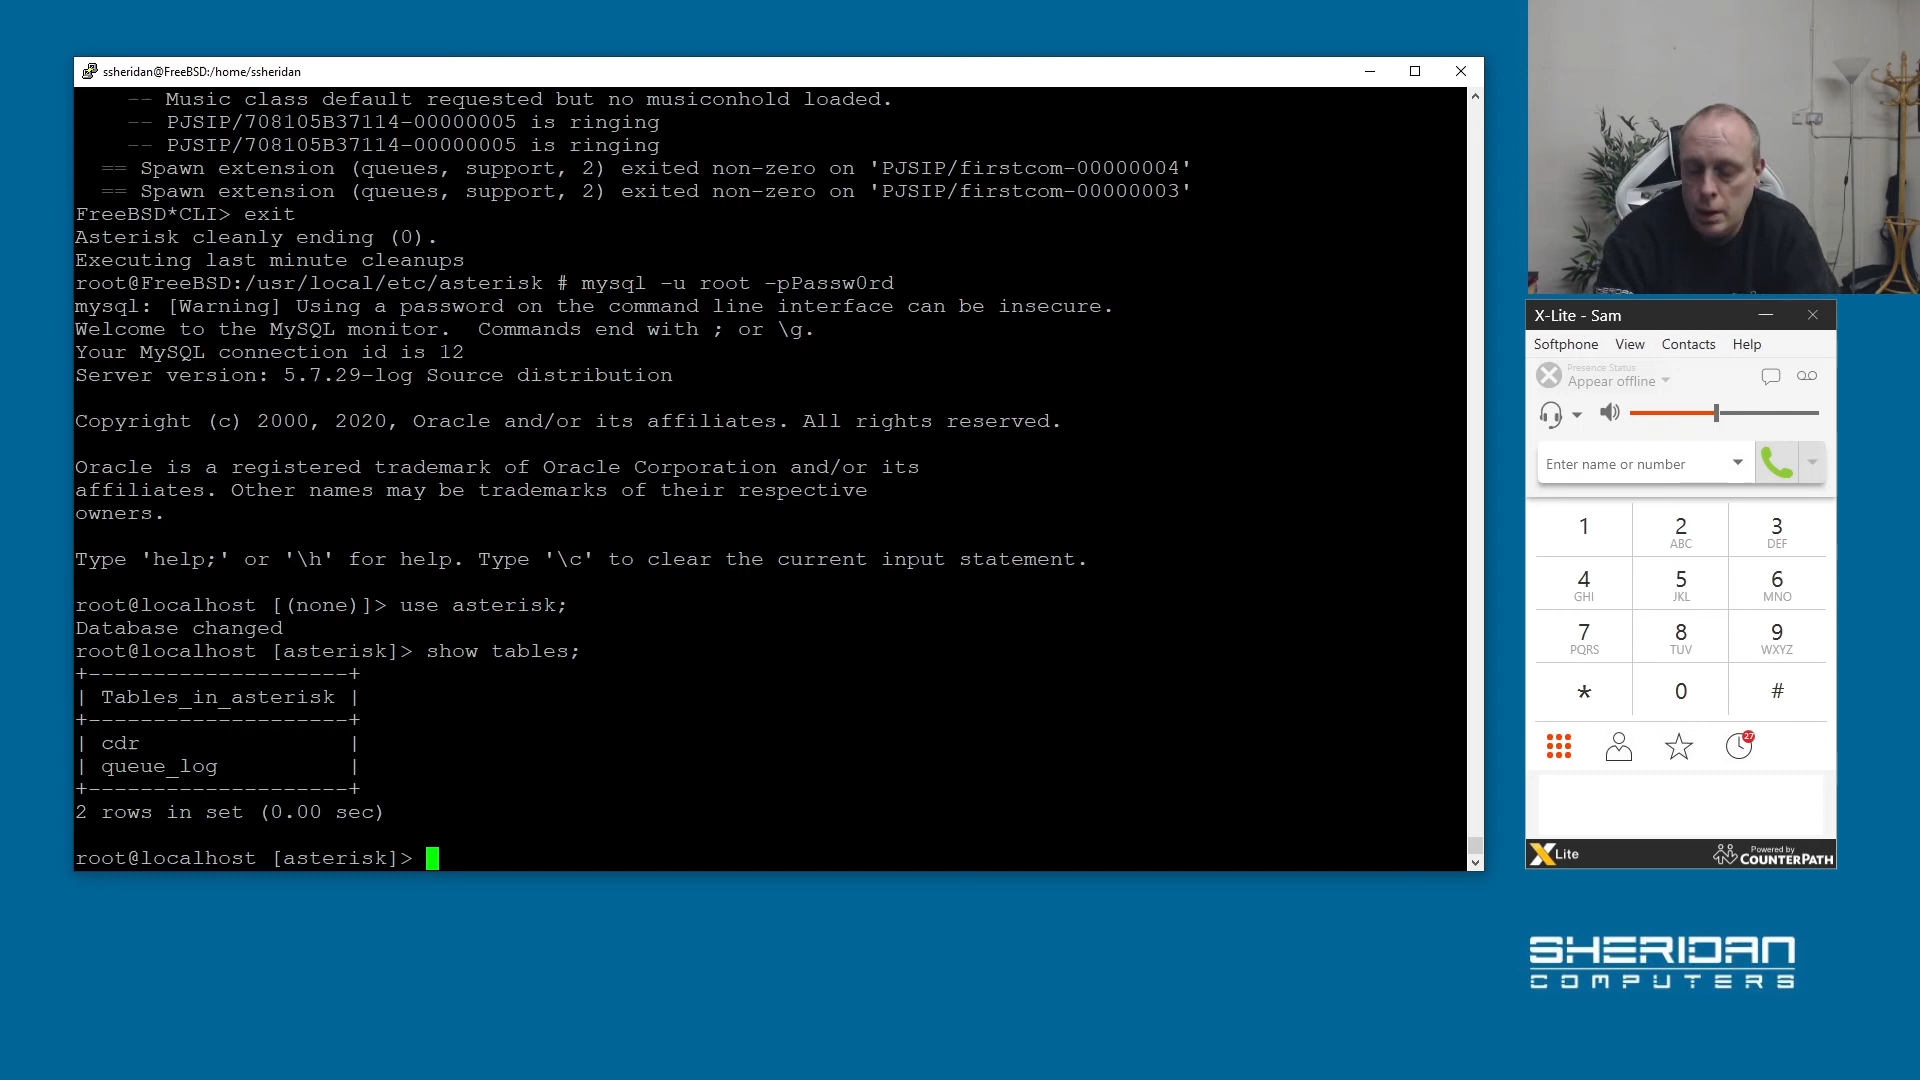 ssheridan@FreeBSD:/home/ssheridan
-- Music class default requested but no musiconhold loaded.
-- PJSIP/708105B37114-00000005 is ringing
-- PJSIP/708105B37114-00000005 is ringing
== Spawn extension (queues, support, 2) exited non-zero on 'PJSIP/firstcom-00000004'
== Spawn extension (queues, support, 2) exited non-zero on 'PJSIP/firstcom-00000003'
FreeBSD*CLI> exit
Asterisk cleanly ending (0).
Executing last minute cleanups
root@FreeBSD:/usr/local/etc/asterisk # mysql -u root -pPassw0rd
mysql: [Warning] Using a password on the command line interface can be insecure.
Welcome to the MySQL monitor.  Commands end with ; or \g.
Your MySQL connection id is 12
Server version: 5.7.29-log Source distribution
Copyright (c) 2000, 2020, Oracle and/or its affiliates. All rights reserved.
Oracle is a registered trademark of Oracle Corporation and/or its
affiliates. Other names may be trademarks of their respective
owners.
Type 'help;' or '\h' for help. Type '\c' to clear the current input statement.
root@localhost [(none)]> use asterisk;
Database changed
root@localhost [asterisk]> show tables;
+--------------------+
| Tables_in_asterisk |
+--------------------+
| cdr                |
| queue_log          |
+--------------------+
2 rows in set (0.00 sec)
root@localhost [asterisk]>
X-Lite - Sam
Softphone View Contacts Help
Presence Status
Appear offline
Enter name or number
1 2 3
ABC DEF
4 5 6
GHI JKL MNO
7 8 9
PQRS TUV WXYZ
* 0 #
27
X Lite
Powered by
COUNTERPATH
SHERIDAN
COMPUTERS